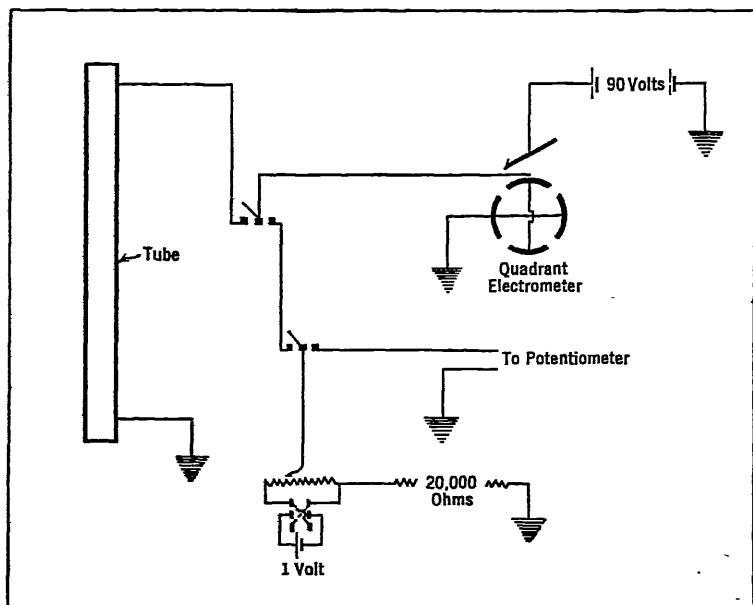 90 Volts
Tube
Quadrant
Electrometer
To Potentiometer
20,000
Ohms
1 Volt